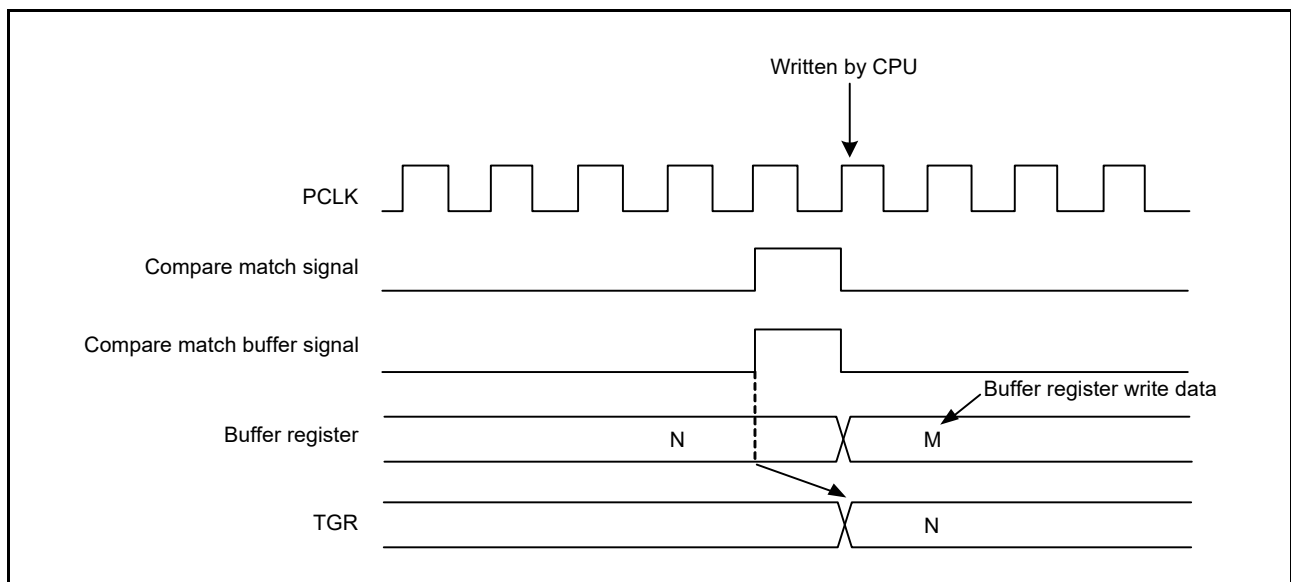 Written by CPU
PCLK
Compare match signal
Compare match buffer signal
Buffer register write data
Buffer register
N
M
TGR
N